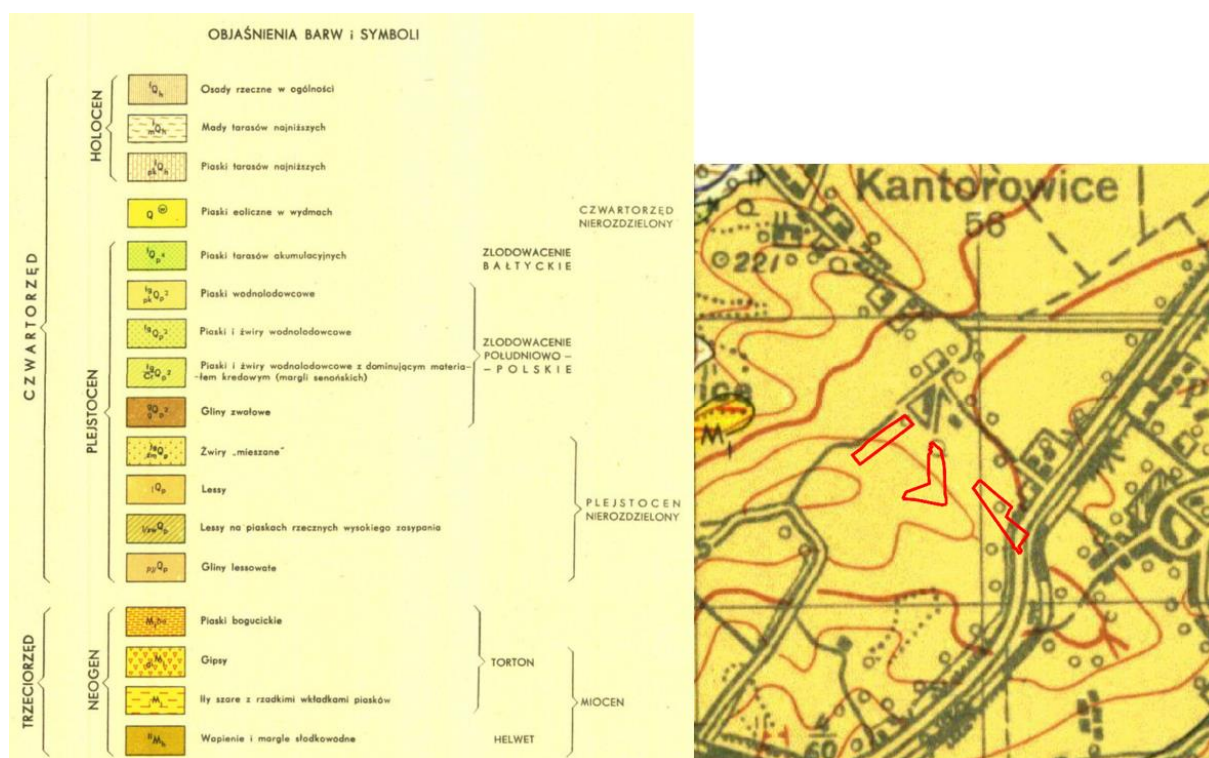 OBJAŚNIENIA BARW i SYMBOLI
CZWARTORZĘD
HOLOCEN
Osady rzeczne w ogólności
Mady tarasów najniższych
Piaski tarasów najniższych
Q
Piaski eoliczne w wydmach
CZWARTORZĘD
NIEROZDZIELONY
PLEJSTOCEN
Piaski tarasów akumulacyjnych
ZLODOWACENIE
BAŁTYCKIE
Piaski wodnolodowcowe
Piaski i żwiry wodnolodowcowe
Piaski i żwiry wodnolodowcowe z dominującym materia-
-łem kredowym (margli senońskich)
Gliny zwałowe
ZLODOWACENIE
POŁUDNIOWO –
– POLSKIE
Żwiry „mieszane"
Lessy
Lessy na piaskach rzecznych wysokiego zasypania
Gliny lessowate
PLEJSTOCEN
NIEROZDZIELONY
TRZECIORZĘD
NEOGEN
Piaski bogucickie
Gipsy
Iły szare z rzadkimi wkładkami piasków
TORTON
Wapienie i margle słodkowodne
HELWET
MIOCEN
Kantorowice
56
221
60